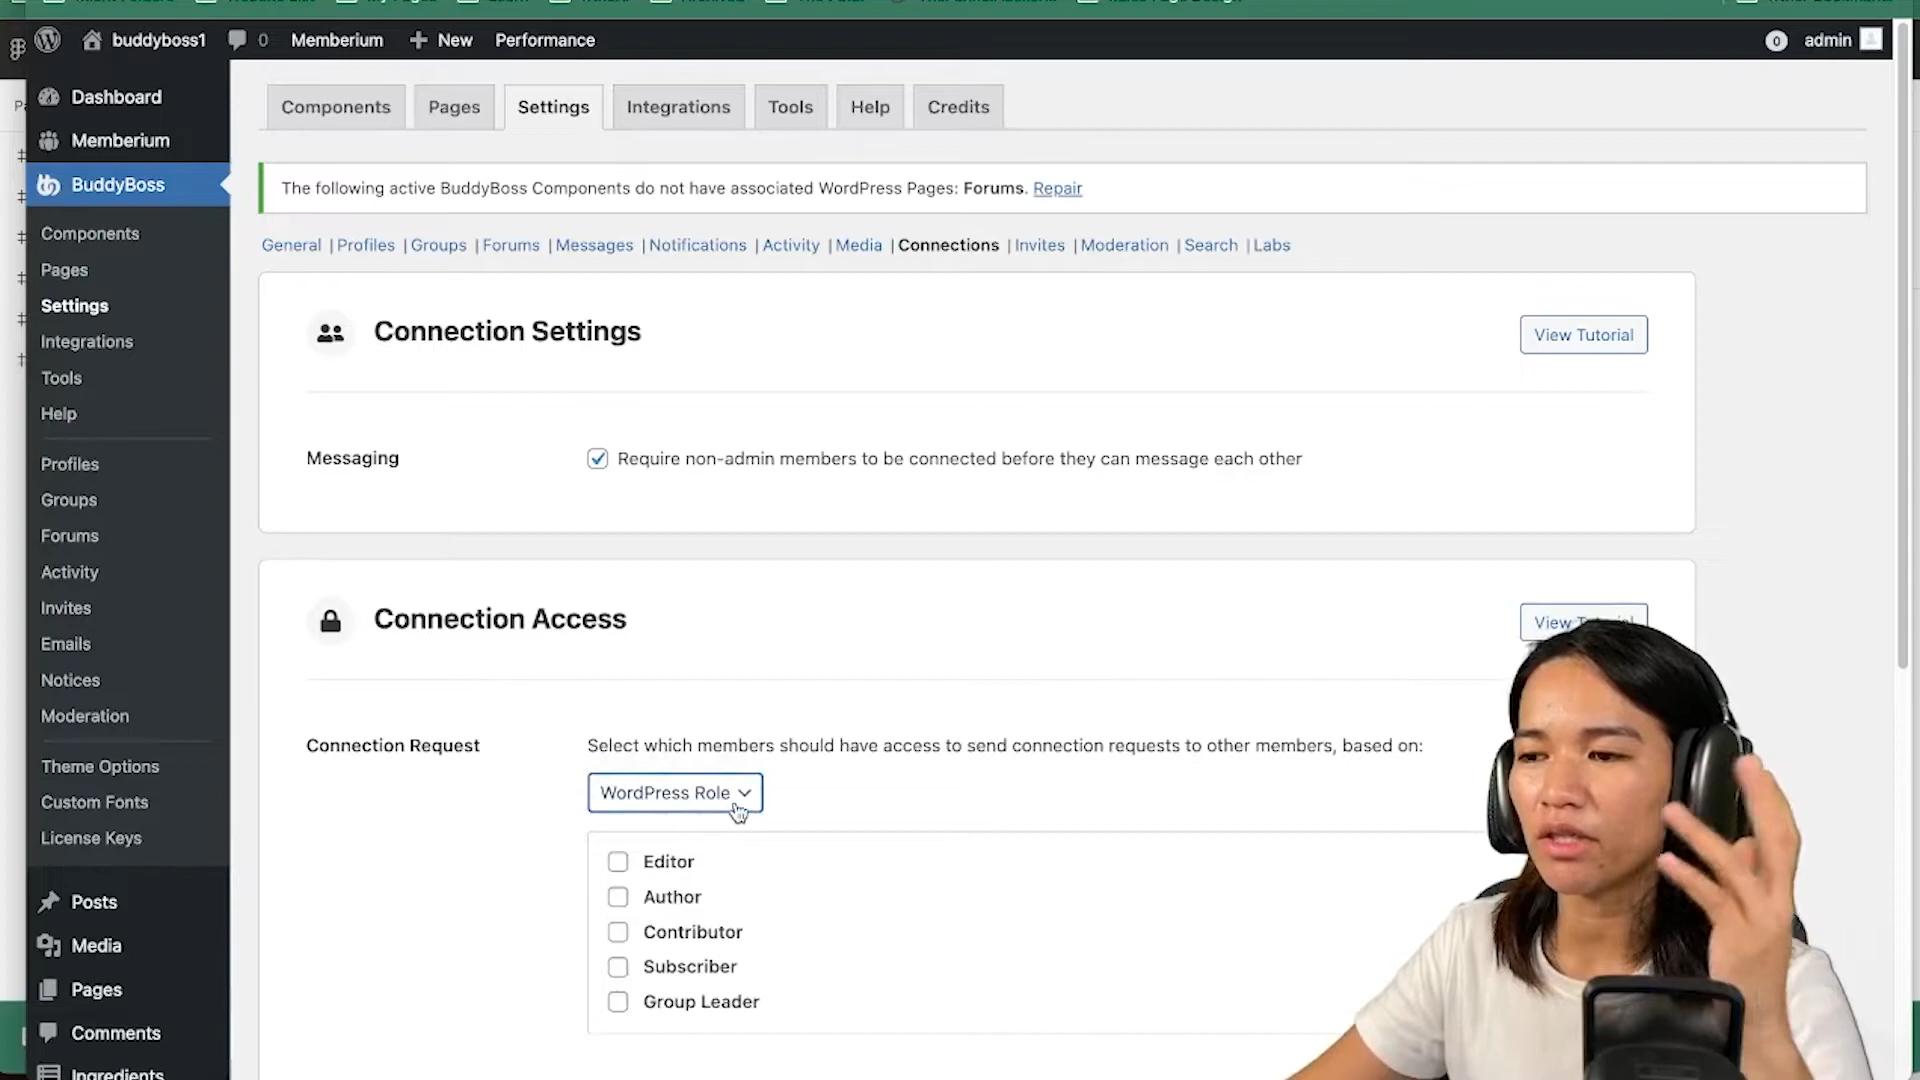 buddyboss1 0 Memberium New Performance 0 admin
Dashboard
Memberium
BuddyBoss
Components
Pages
Settings
Integrations
Tools
Help
Profiles
Groups
Forums
Activity
Invites
Emails
Notices
Moderation
Theme Options
Custom Fonts
License Keys
Posts
Media
Pages
Comments
Ingredients
Components Pages Settings Integrations Tools Help Credits
The following active BuddyBoss Components do not have associated WordPress Pages: Forums. Repair
General | Profiles | Groups | Forums | Messages | Notifications | Activity | Media | Connections | Invites | Moderation | Search | Labs
Connection Settings View Tutorial
Messaging Require non-admin members to be connected before they can message each other
Connection Access View
Connection Request Select which members should have access to send connection requests to other members, based on:
WordPress Role
Editor
Author
Contributor
Subscriber
Group Leader